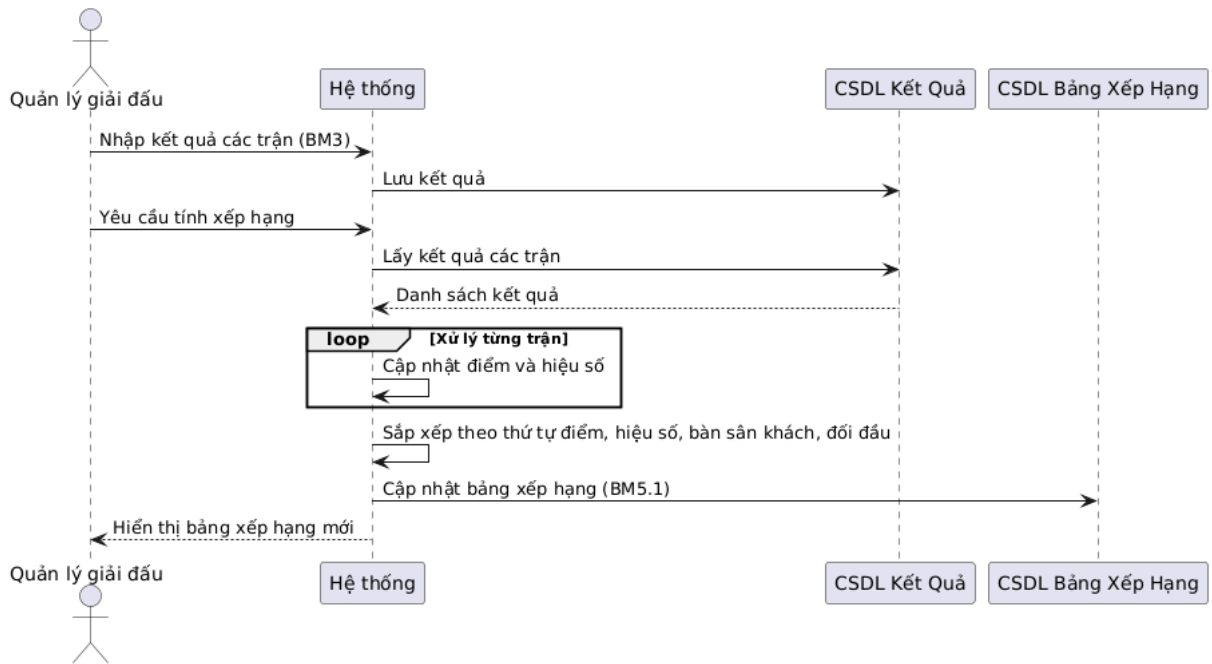 Quản lý giải đấu
Hệ thống
CSDL Kết Quả
CSDL Bảng Xếp Hạng
Nhập kết quả các trận (BM3)
Lưu kết quả
Yêu cầu tính xếp hạng
Lấy kết quả các trận
Danh sách kết quả
loop [Xử lý từng trận]
Cập nhật điểm và hiệu số
Sắp xếp theo thứ tự điểm, hiệu số, bàn sân khách, đối đầu
Cập nhật bảng xếp hạng (BM5.1)
Hiển thị bảng xếp hạng mới
Quản lý giải đấu
Hệ thống
CSDL Kết Quả
CSDL Bảng Xếp Hạng